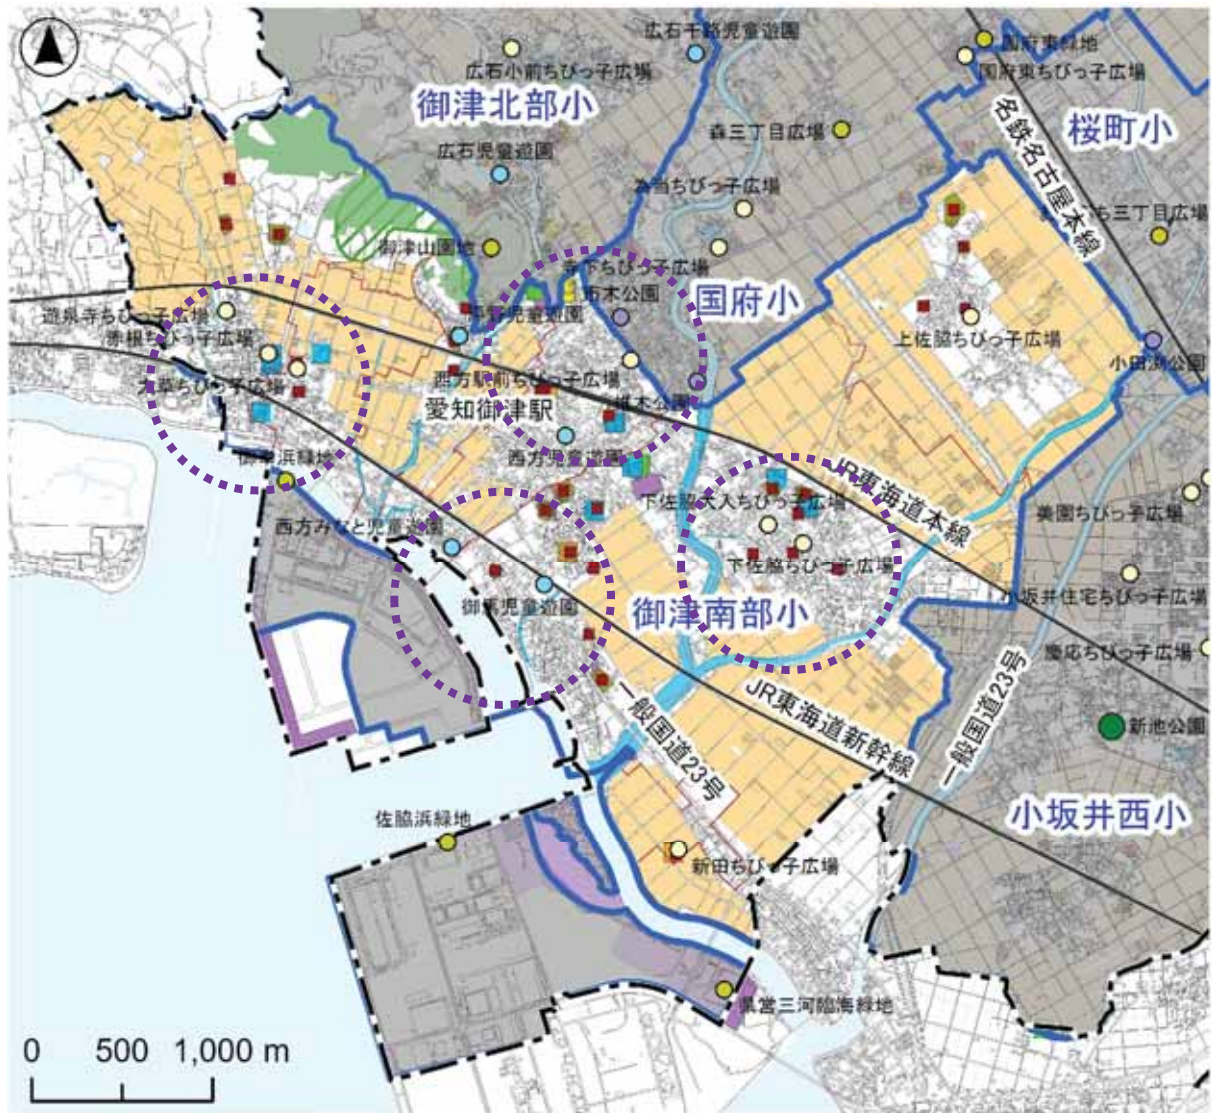 広石千路児童遊園
国府東緑地
広石小前ちびっ子広場
国府東ちびっ子広場
御津北部小
名鉄名古屋本線
桜町小
森三丁目広場
広石児童遊園
為当ちびっ子広場
ち三丁目広場
御津山園地
寺下ちびっ子広場
市木公園
国府小
遊泉寺ちびっ子広場
平野児童遊園
赤根ちびっ子広場
上佐脇ちびっ子広場
小田渕公園
西方駅前ちびっ子広場
大草ちびっ子広場
愛知御津駅
木公園
西方児童遊園
御津浜緑地
JR東海道本線
下佐脇大入ちびっ子広場
美園ちびっ子広場
西方みなと児童遊園
下佐脇ちびっ子広場
御馬児童遊園
御津南部小
小坂井住宅ちびっ子広場
慶応ちびっ子広場
一般国道23号
JR東海道新幹線
一般国道23号
新池公園
佐脇浜緑地
小坂井西小
新田ちびっ子広場
県営三河臨海緑地
0 500 1,000 m